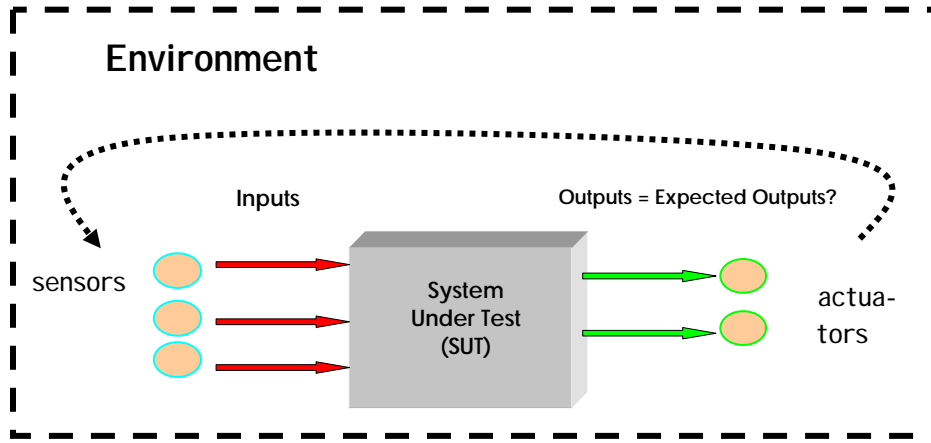 Environment
Inputs
Outputs = Expected Outputs?
sensors
System
Under Test
(SUT)
actua-
tors